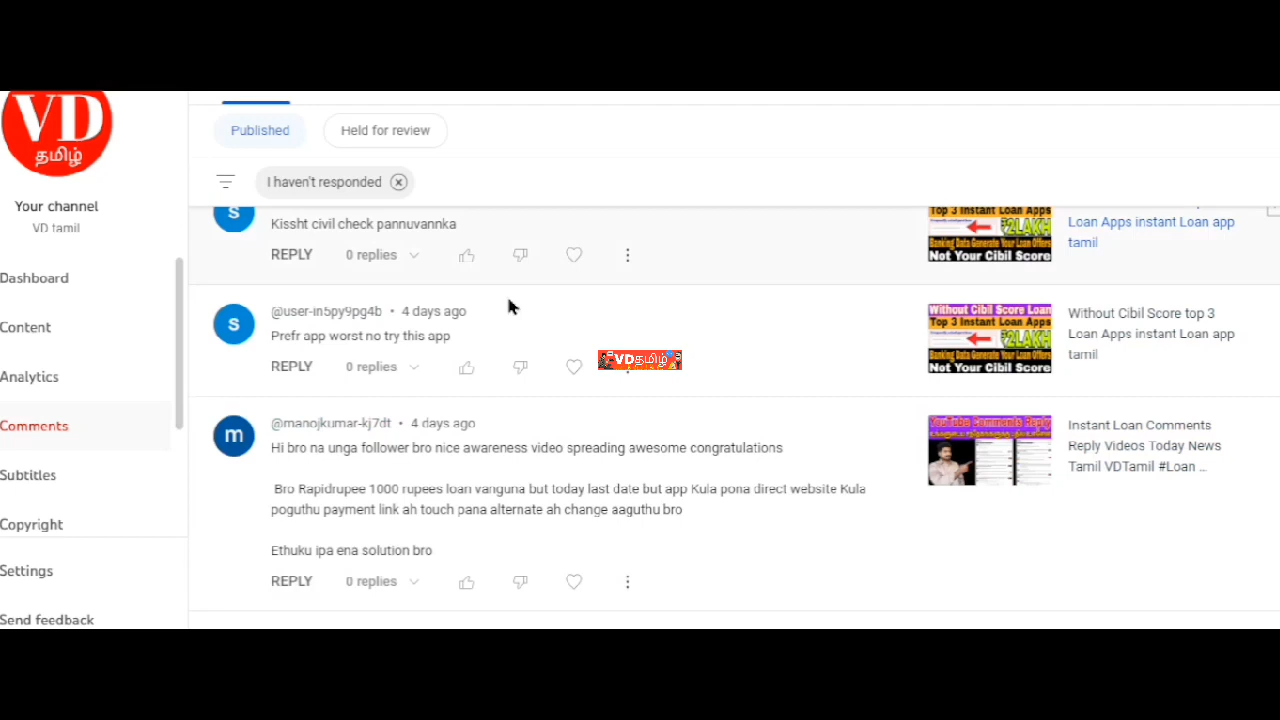 VD
தமிழ்
Your channel
VD tamil
Dashboard
Content
Analytics
Comments
Subtitles
Copyright
Settings
Send feedback
Published
Held for review
I haven't responded
s
Kissht civil check pannuvannka
REPLY 0 replies
Top 3 Instant Loan Apps
₹2LAKH
Banking Data Generate Your Loan Offers
Not Your Cibil Score
Loan Apps instant Loan app
tamil
s
@user-in5py9pg4b • 4 days ago
Prefr app worst no try this app
REPLY 0 replies
VDதமிழ்
Without Cibil Score Loan
Top 3 Instant Loan Apps
₹2LAKH
Banking Data Generate Your Loan Offers
Not Your Cibil Score
Without Cibil Score top 3
Loan Apps instant Loan app
tamil
m
@manojkumar-kj7dt • 4 days ago
Hi bro na unga follower bro nice awareness video spreading awesome congratulations
Bro Rapidrupee 1000 rupees loan vanguna but today last date but app Kula pona direct website Kula
poguthu payment link ah touch pana alternate ah change aaguthu bro
Ethuku ipa ena solution bro
REPLY 0 replies
YouTube Comments Reply
Instant Loan Comments
Reply Videos Today News
Tamil VDTamil #Loan ...